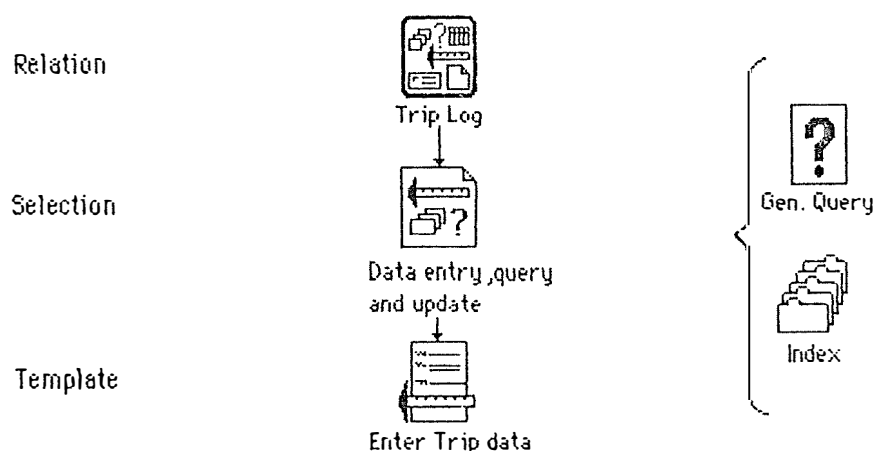 Relation
Trip Log
Selection
Data entry ,query
and update
Template
Enter Trip data
Gen. Query
Index